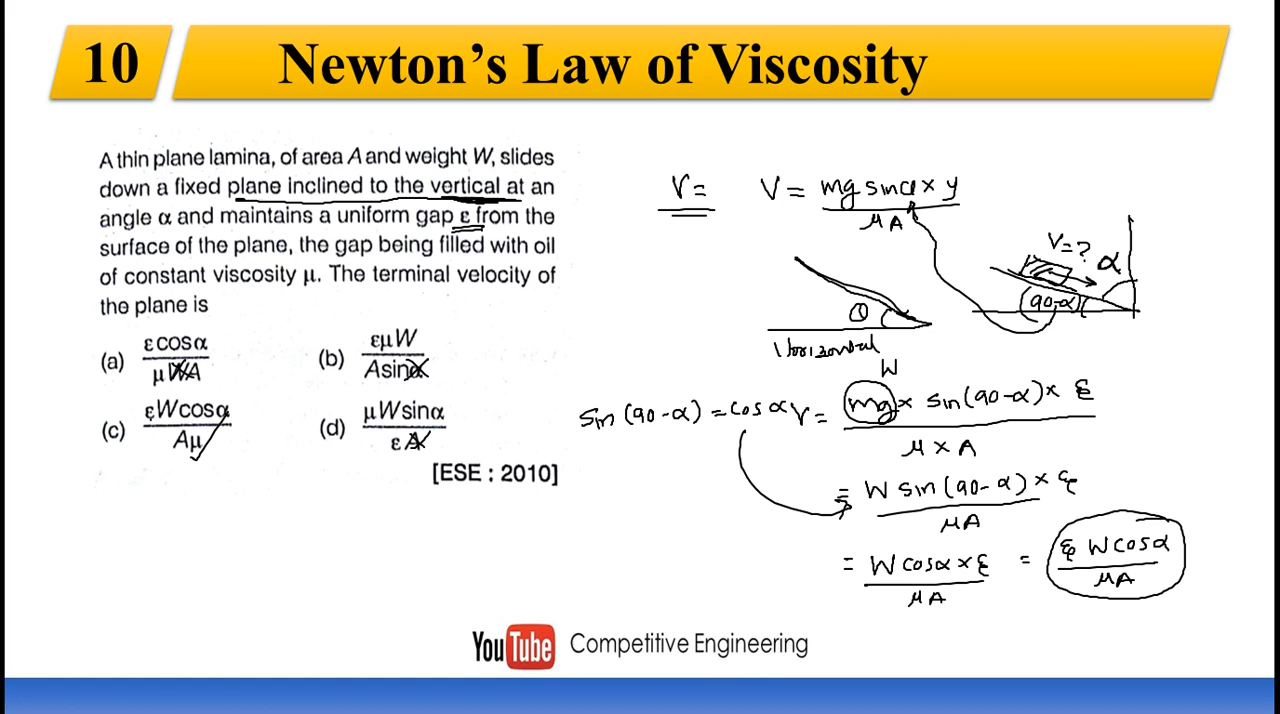 10 Newton's Law of Viscosity
A thin plane lamina, of area A and weight W, slides
down a fixed plane inclined to the vertical at an
angle α and maintains a uniform gap ε from the
surface of the plane, the gap being filled with oil
of constant viscosity μ. The terminal velocity of
the plane is
(a) εcosα / μWA
(b) εμW / Asinα
(c) εWcosα / Aμ
(d) μWsinα / εA
[ESE : 2010]
V = V = mg sinα × y / μA
V = ? α
90-α
θ
Horizontal
W
Sin (90-α) = cosα V = mg × sin(90-α) × ε / μ × A
= W sin(90-α) × ε / μA
= W cosα × ε / μA = ε W cosα / μA
YouTube Competitive Engineering